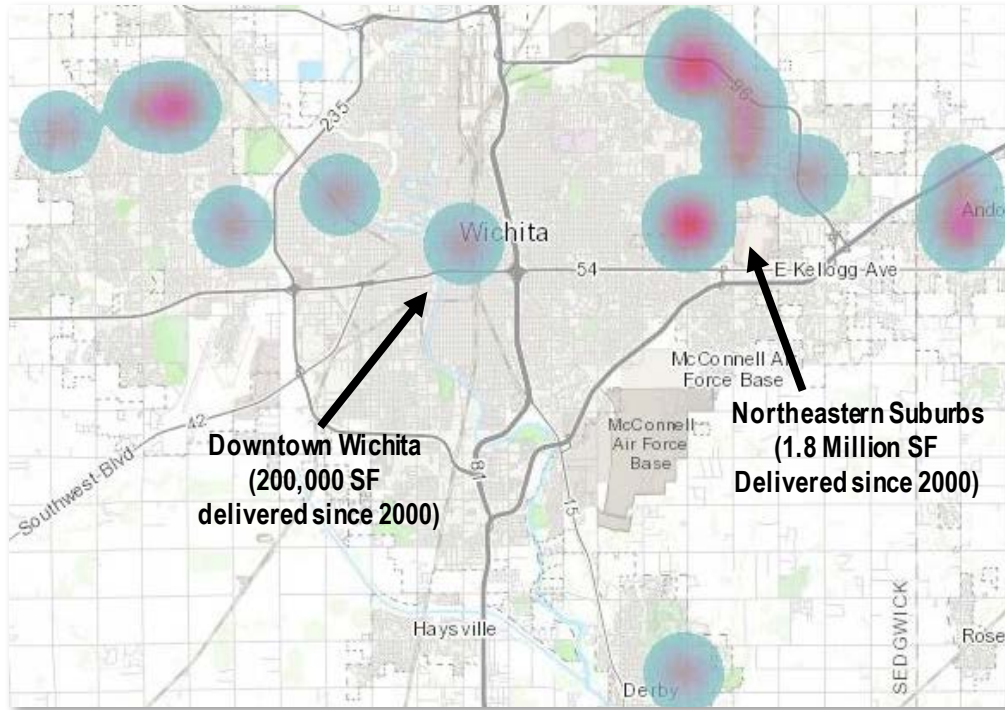 96
235
Wichita
Ando
54
E-Kellogg-Ave
McConnell Air
Force Base
McConnell
Air Force
Base
Northeastern Suburbs
(1.8 Million SF
Delivered since 2000)
42
Southwest-Blvd
Downtown Wichita
(200,000 SF
delivered since 2000)
81
15
Haysville
Derby
SEDGWICK
Rose